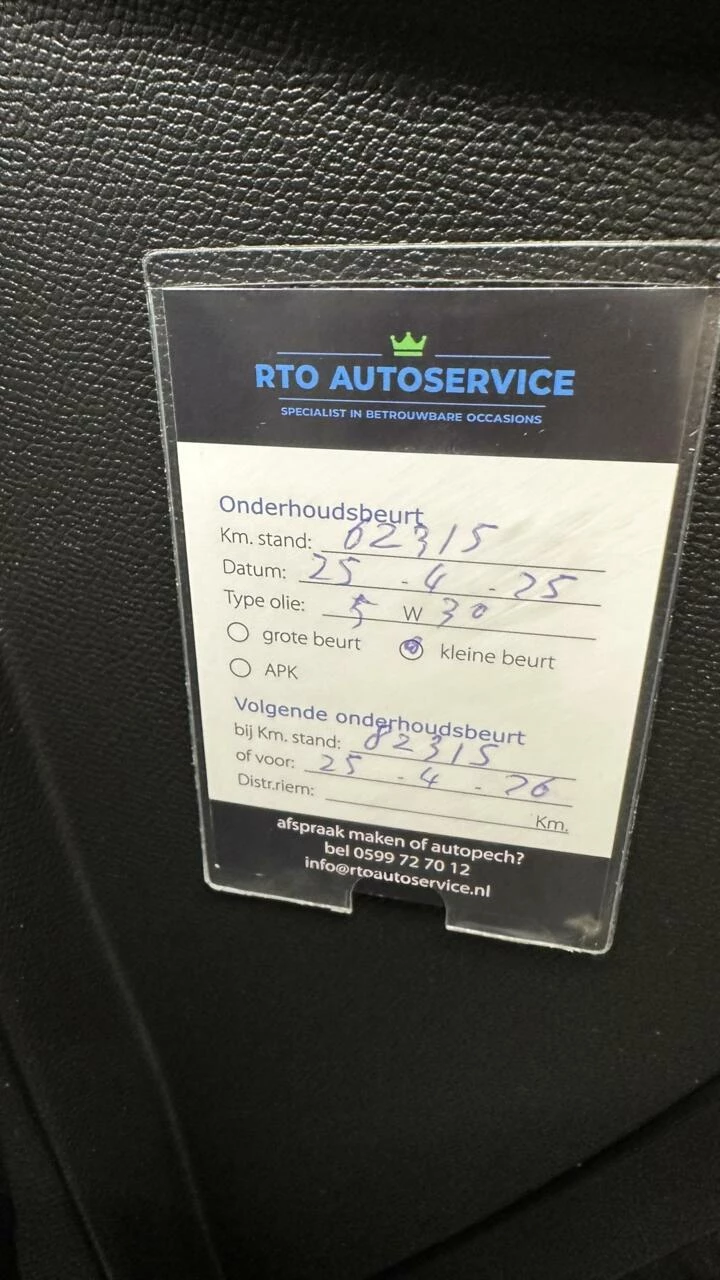 RTO AUTOSERVICE
SPECIALIST IN BETROUWBARE OCCASIONS
Onderhoudsbeurt
Km. stand: 62315
Datum: 25 - 4 - 25
Type olie: 5 W 30
grote beurt kleine beurt
APK
Volgende onderhoudsbeurt
bij Km. stand: 82315
of voor: 25 - 4 - 26
Distr.riem: Km.
afspraak maken of autopech?
bel 0599 72 70 12
info@rtoautoservice.nl